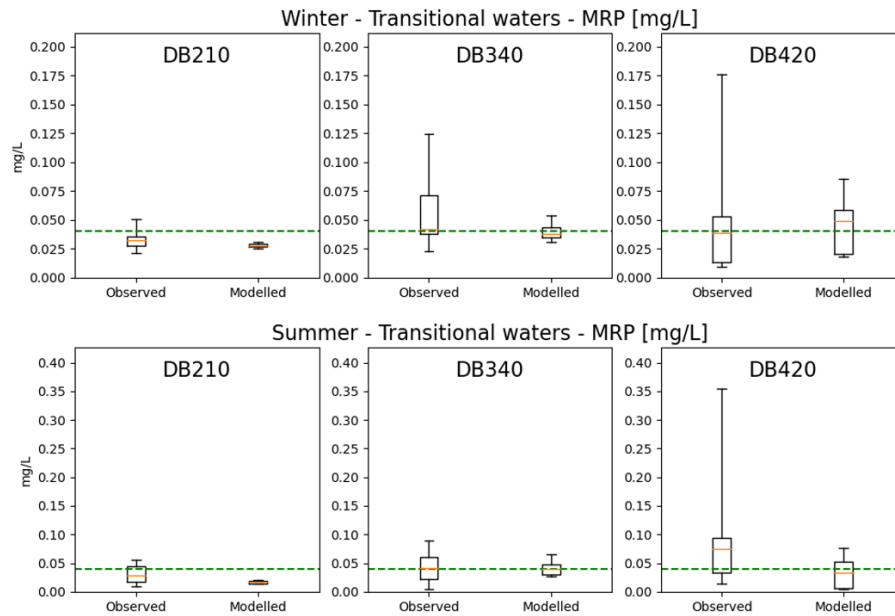 Winter - Transitional waters - MRP [mg/L]
DB210 DB340 DB420
0.200 0.200 0.200
0.175 0.175 0.175
0.150 0.150 0.150
0.125 0.125 0.125
mg/L
0.100 0.100 0.100
0.075 0.075 0.075
0.050 0.050 0.050
0.025 0.025 0.025
0.000 0.000 0.000
Observed Modelled Observed Modelled Observed Modelled
Summer - Transitional waters - MRP [mg/L]
DB210 DB340 DB420
0.40 0.40 0.40
0.35 0.35 0.35
0.30 0.30 0.30
0.25 0.25 0.25
mg/L
0.20 0.20 0.20
0.15 0.15 0.15
0.10 0.10 0.10
0.05 0.05 0.05
0.00 0.00 0.00
Observed Modelled Observed Modelled Observed Modelled